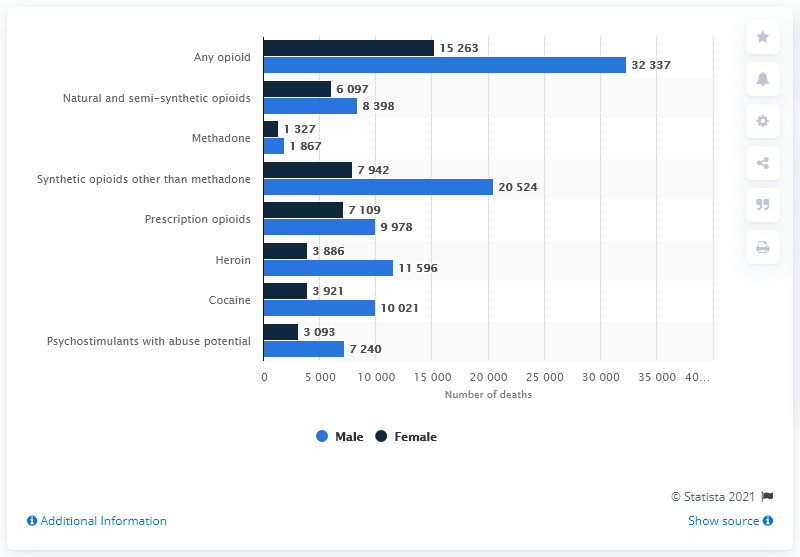 Any opioid
15 263
32 337
Natural and semi-synthetic opioids
6 097
8 398
Methadone
1 327
1 867
Synthetic opioids other than methadone
7 942
20 524
Prescription opioids
7 109
9 978
Heroin
3 886
11 596
Cocaine
3 921
10 021
Psychostimulants with abuse potential
3 093
7 240
0 5 000 10 000 15 000 20 000 25 000 30 000 35 000 40...
Number of deaths
Male Female
© Statista 2021
Additional Information
Show source